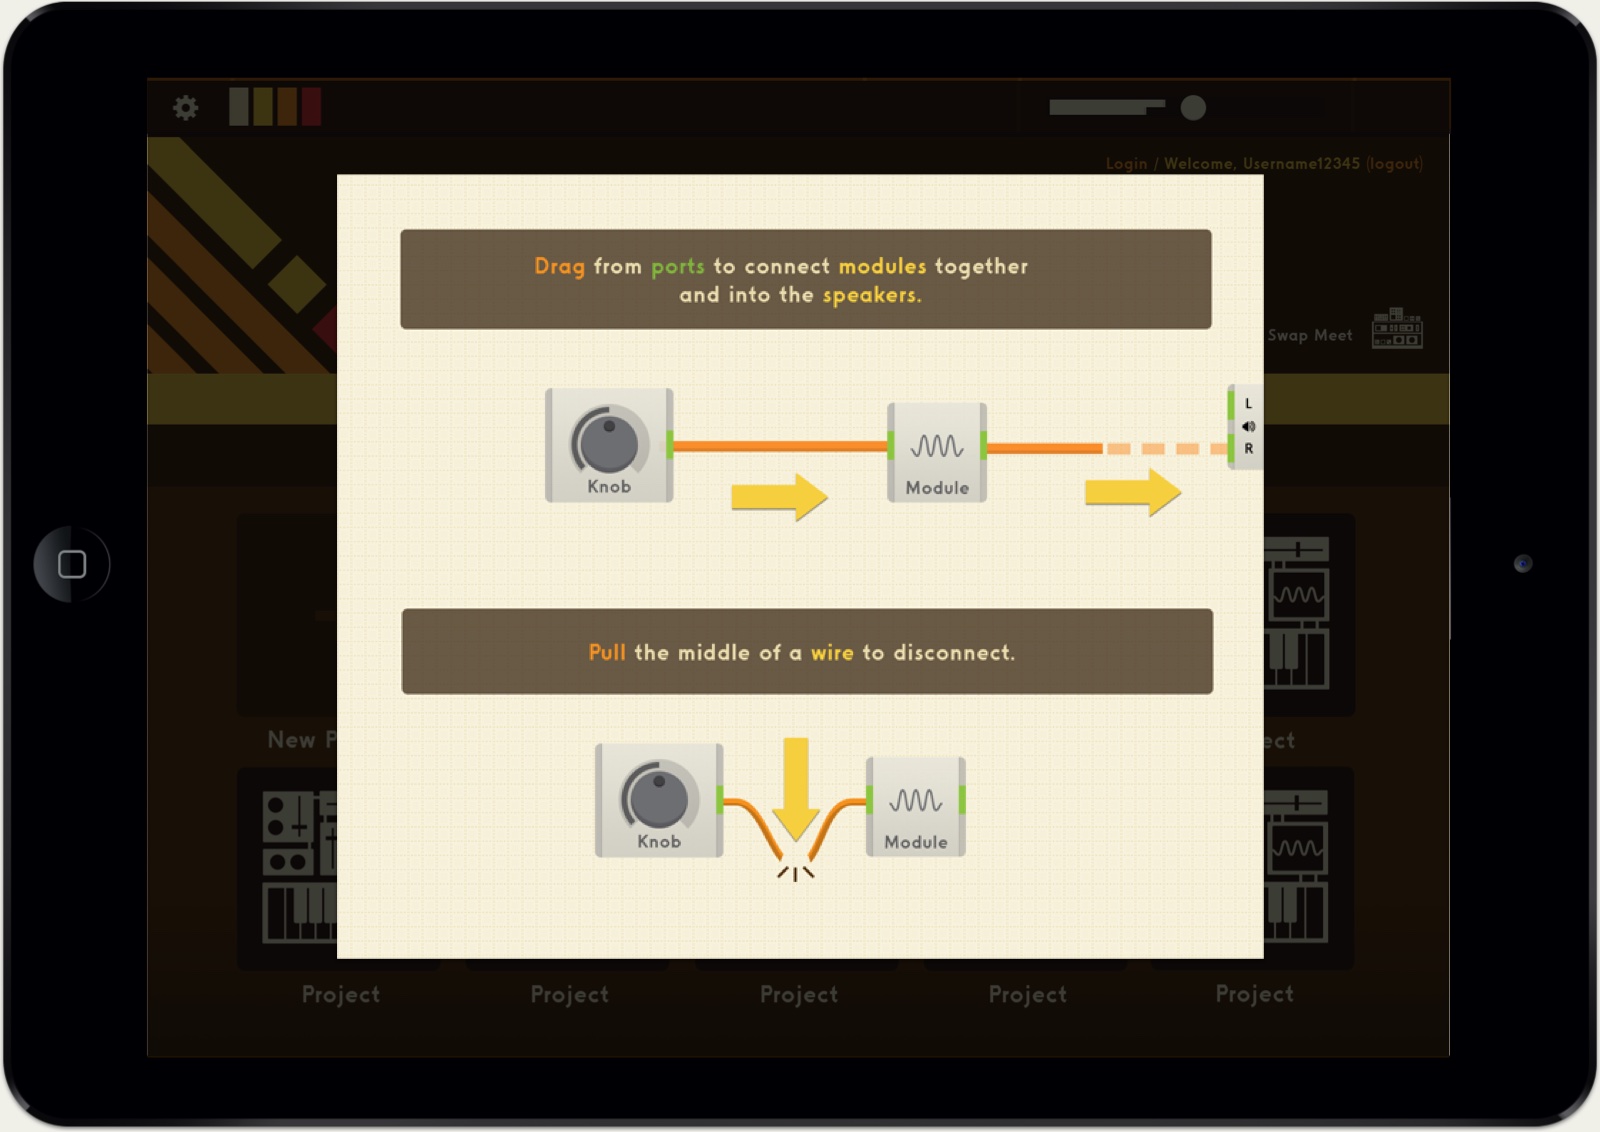 Login / Welcome, Username12345 (logout)
Drag from ports to connect modules together
and into the speakers.
Swap Meet
L
R
Knob
Module
Pull the middle of a wire to disconnect.
New P
ect
Knob
Module
Project
Project
Project
Project
Project